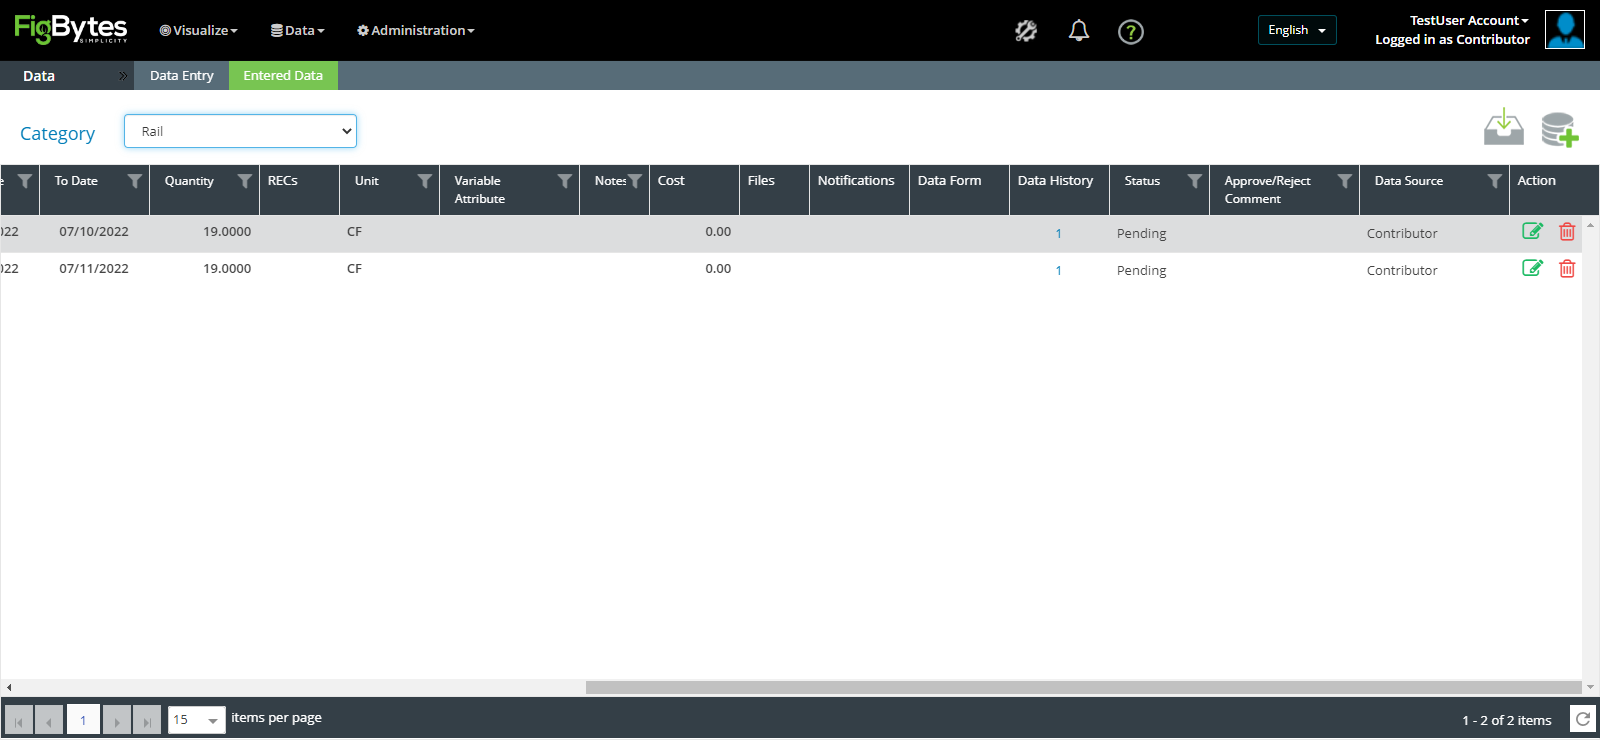 FigBytes
SIMPLICITY
Visualize
Data
Administration
?
English
TestUser Account
Logged in as Contributor
Data
Data Entry
Entered Data
Category
Rail
e
To Date
Quantity
RECs
Unit
Variable
Attribute
Notes
Cost
Files
Notifications
Data Form
Data History
Status
Approve/Reject
Comment
Data Source
Action
022
07/10/2022
19.0000
CF
0.00
1
Pending
Contributor
022
07/11/2022
19.0000
CF
0.00
1
Pending
Contributor
1
15
items per page
1 - 2 of 2 items